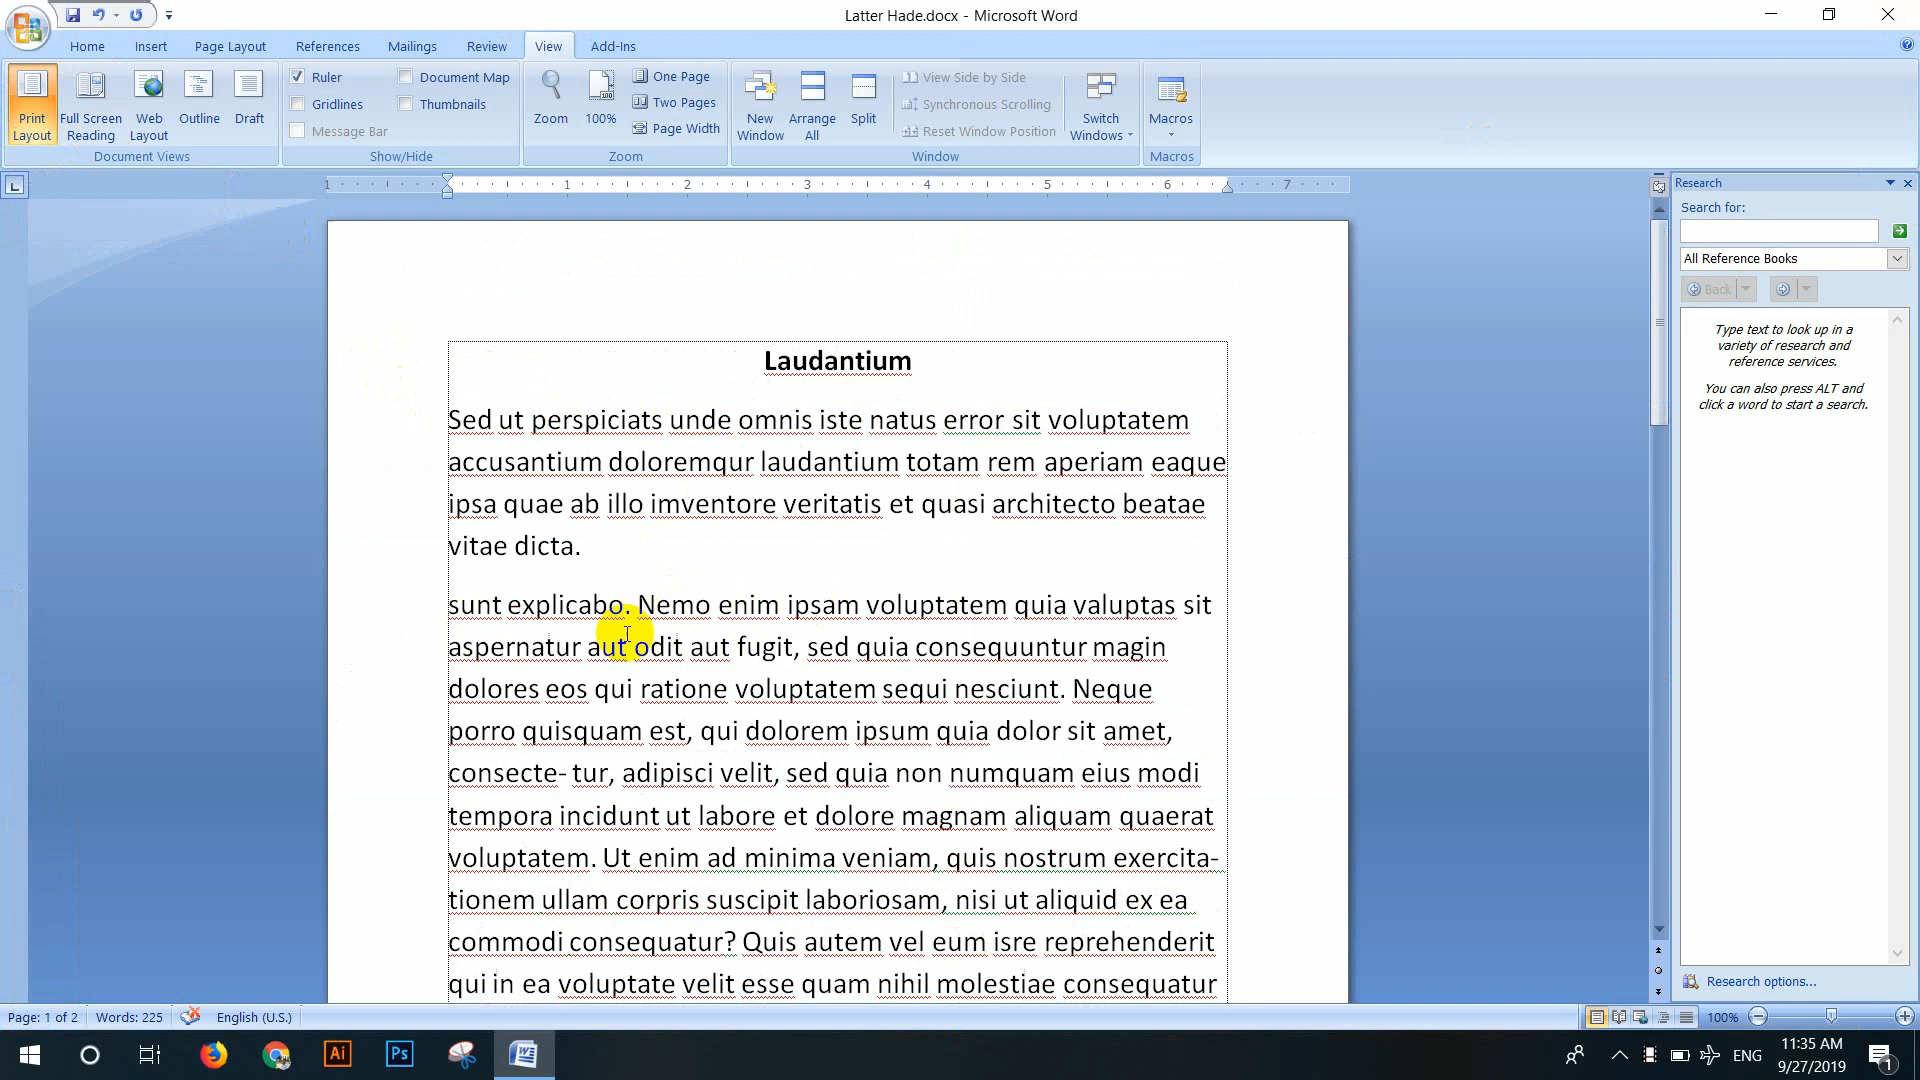 Latter Hade.docx - Microsoft Word
Home Insert Page Layout References Mailings Review View Add-Ins
Print Layout
Full Screen Reading
Web Layout
Outline
Draft
Document Views
Ruler
Gridlines
Message Bar
Document Map
Thumbnails
Show/Hide
Zoom
100
100%
One Page
Two Pages
Page Width
Zoom
New Window
Arrange All
Split
View Side by Side
Synchronous Scrolling
Reset Window Position
Switch Windows
Window
Macros
Macros
1 1 2 3 4 5 6 7
Research
Search for:
All Reference Books
Back
Type text to look up in a
variety of research and
reference services.
You can also press ALT and
click a word to start a search.
Research options...
Laudantium
Sed ut perspiciats unde omnis iste natus error sit voluptatem
accusantium doloremqur laudantium totam rem aperiam eaque
ipsa quae ab illo imventore veritatis et quasi architecto beatae
vitae dicta.
sunt explicabo. Nemo enim ipsam voluptatem quia valuptas sit
aspernatur aut odit aut fugit, sed quia consequuntur magin
dolores eos qui ratione voluptatem sequi nesciunt. Neque
porro quisquam est, qui dolorem ipsum quia dolor sit amet,
consecte- tur, adipisci velit, sed quia non numquam eius modi
tempora incidunt ut labore et dolore magnam aliquam quaerat
voluptatem. Ut enim ad minima veniam, quis nostrum exercita-
tionem ullam corpris suscipit laboriosam, nisi ut aliquid ex ea
commodi consequatur? Quis autem vel eum isre reprehenderit
qui in ea voluptate velit esse quam nihil molestiae consequatur
Page: 1 of 2 Words: 225 English (U.S.) 100%
Ai Ps
ENG
11:35 AM
9/27/2019
1